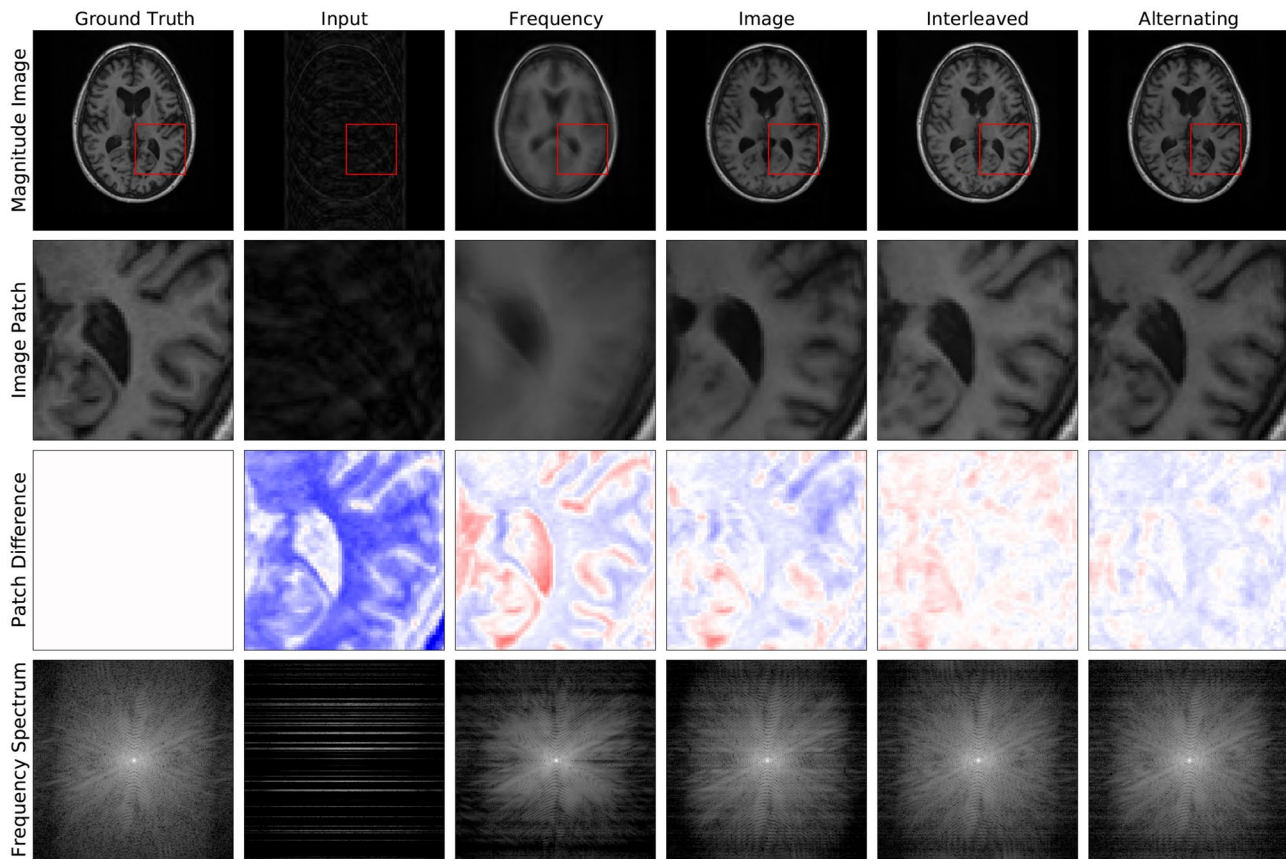 Ground Truth
Input
Frequency
Image
Interleaved
Alternating
Magnitude Image
Image Patch
Patch Difference
Frequency Spectrum